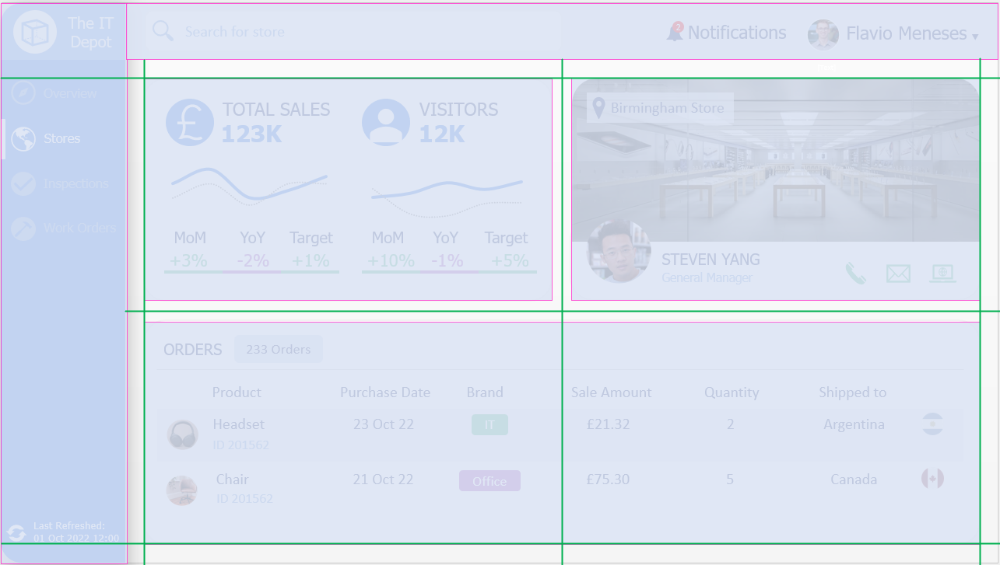 The IT
Depot
Search for store
2
Notifications
Flavio Meneses
Overview
Stores
Inspections
Work Orders
Last Refreshed:
01 Oct 2022 12:00
£
TOTAL SALES
123K
VISITORS
12K
MoM YoY Target
+3% -2% +1%
MoM YoY Target
+10% -1% +5%
Birmingham Store
STEVEN YANG
General Manager
ORDERS 233 Orders
Product Purchase Date Brand Sale Amount Quantity Shipped to
Headset 23 Oct 22 IT £21.32 2 Argentina
ID 201562
Chair 21 Oct 22 Office £75.30 5 Canada
ID 201562